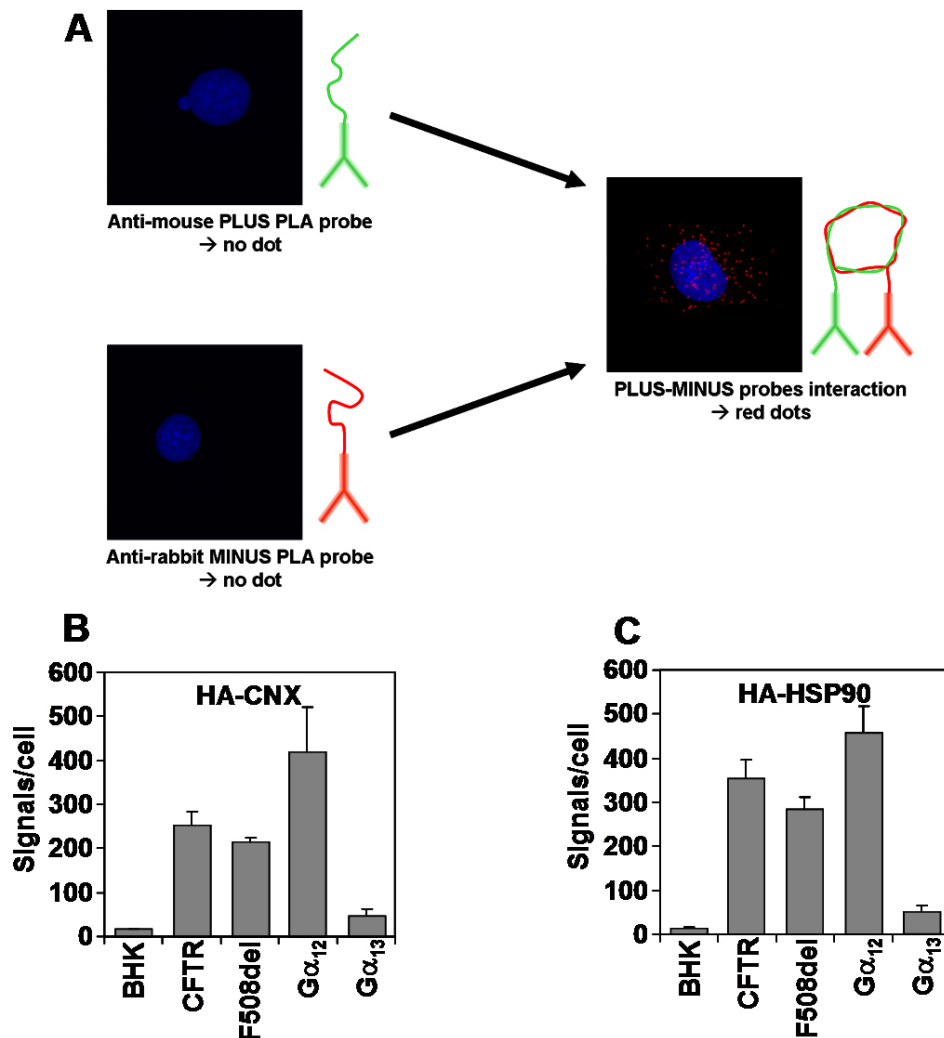 A
Anti-mouse PLUS PLA probe
→ no dot
PLUS-MINUS probes interaction
→ red dots
Anti-rabbit MINUS PLA probe
→ no dot
B
HA-CNX
Signals/cell
600
500
400
300
200
100
0
BHK
CFTR
F508del
Gα₁₂
Gα₁₃
C
HA-HSP90
Signals/cell
600
500
400
300
200
100
0
BHK
CFTR
F508del
Gα₁₂
Gα₁₃